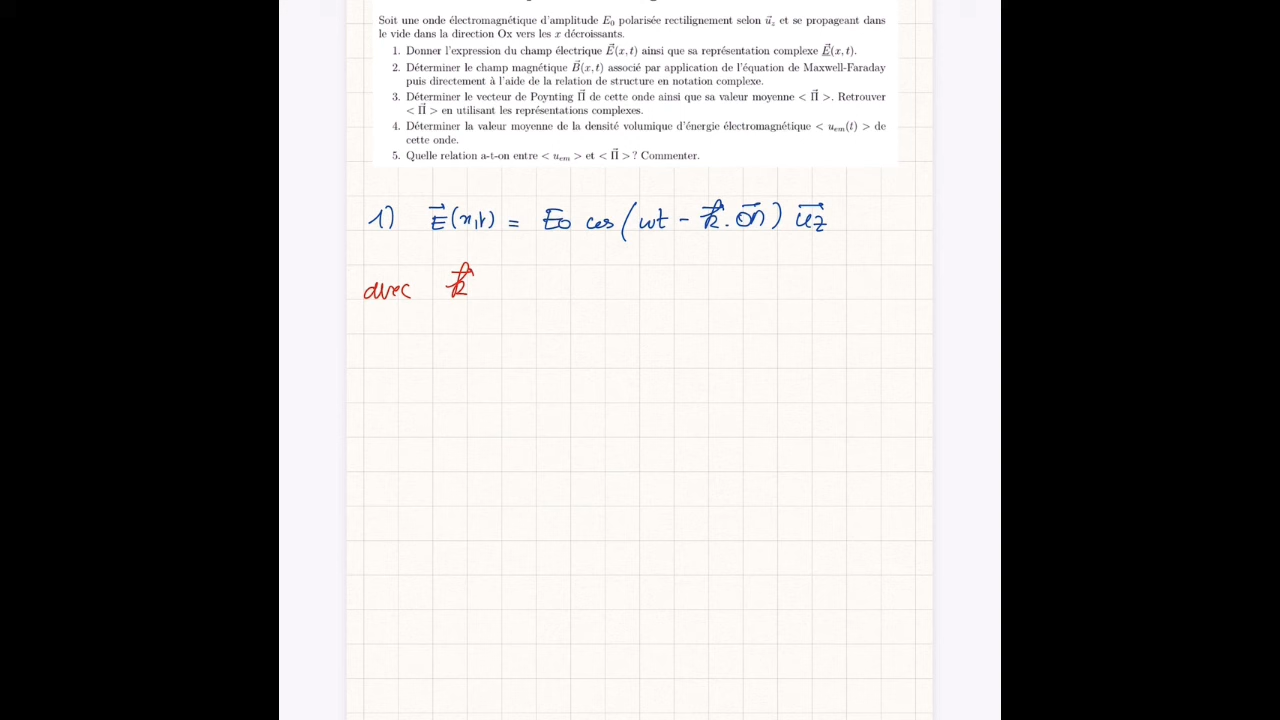 Soit une onde électromagnétique d'amplitude E₀ polarisée rectilignement selon u⃗_z et se propageant dans
le vide dans la direction Ox vers les x décroissants.
1. Donner l'expression du champ électrique E⃗(x, t) ainsi que sa représentation complexe E̲⃗(x, t).
2. Déterminer le champ magnétique B⃗(x, t) associé par application de l'équation de Maxwell-Faraday
puis directement à l'aide de la relation de structure en notation complexe.
3. Déterminer le vecteur de Poynting Π⃗ de cette onde ainsi que sa valeur moyenne < Π⃗ >. Retrouver
< Π⃗ > en utilisant les représentations complexes.
4. Déterminer la valeur moyenne de la densité volumique d'énergie électromagnétique < u_em(t) > de
cette onde.
5. Quelle relation a-t-on entre < u_em > et < Π⃗ > ? Commenter.
1) E⃗(x,t) = E₀ cos(ωt − k⃗ . OM⃗) u⃗_z
avec k⃗